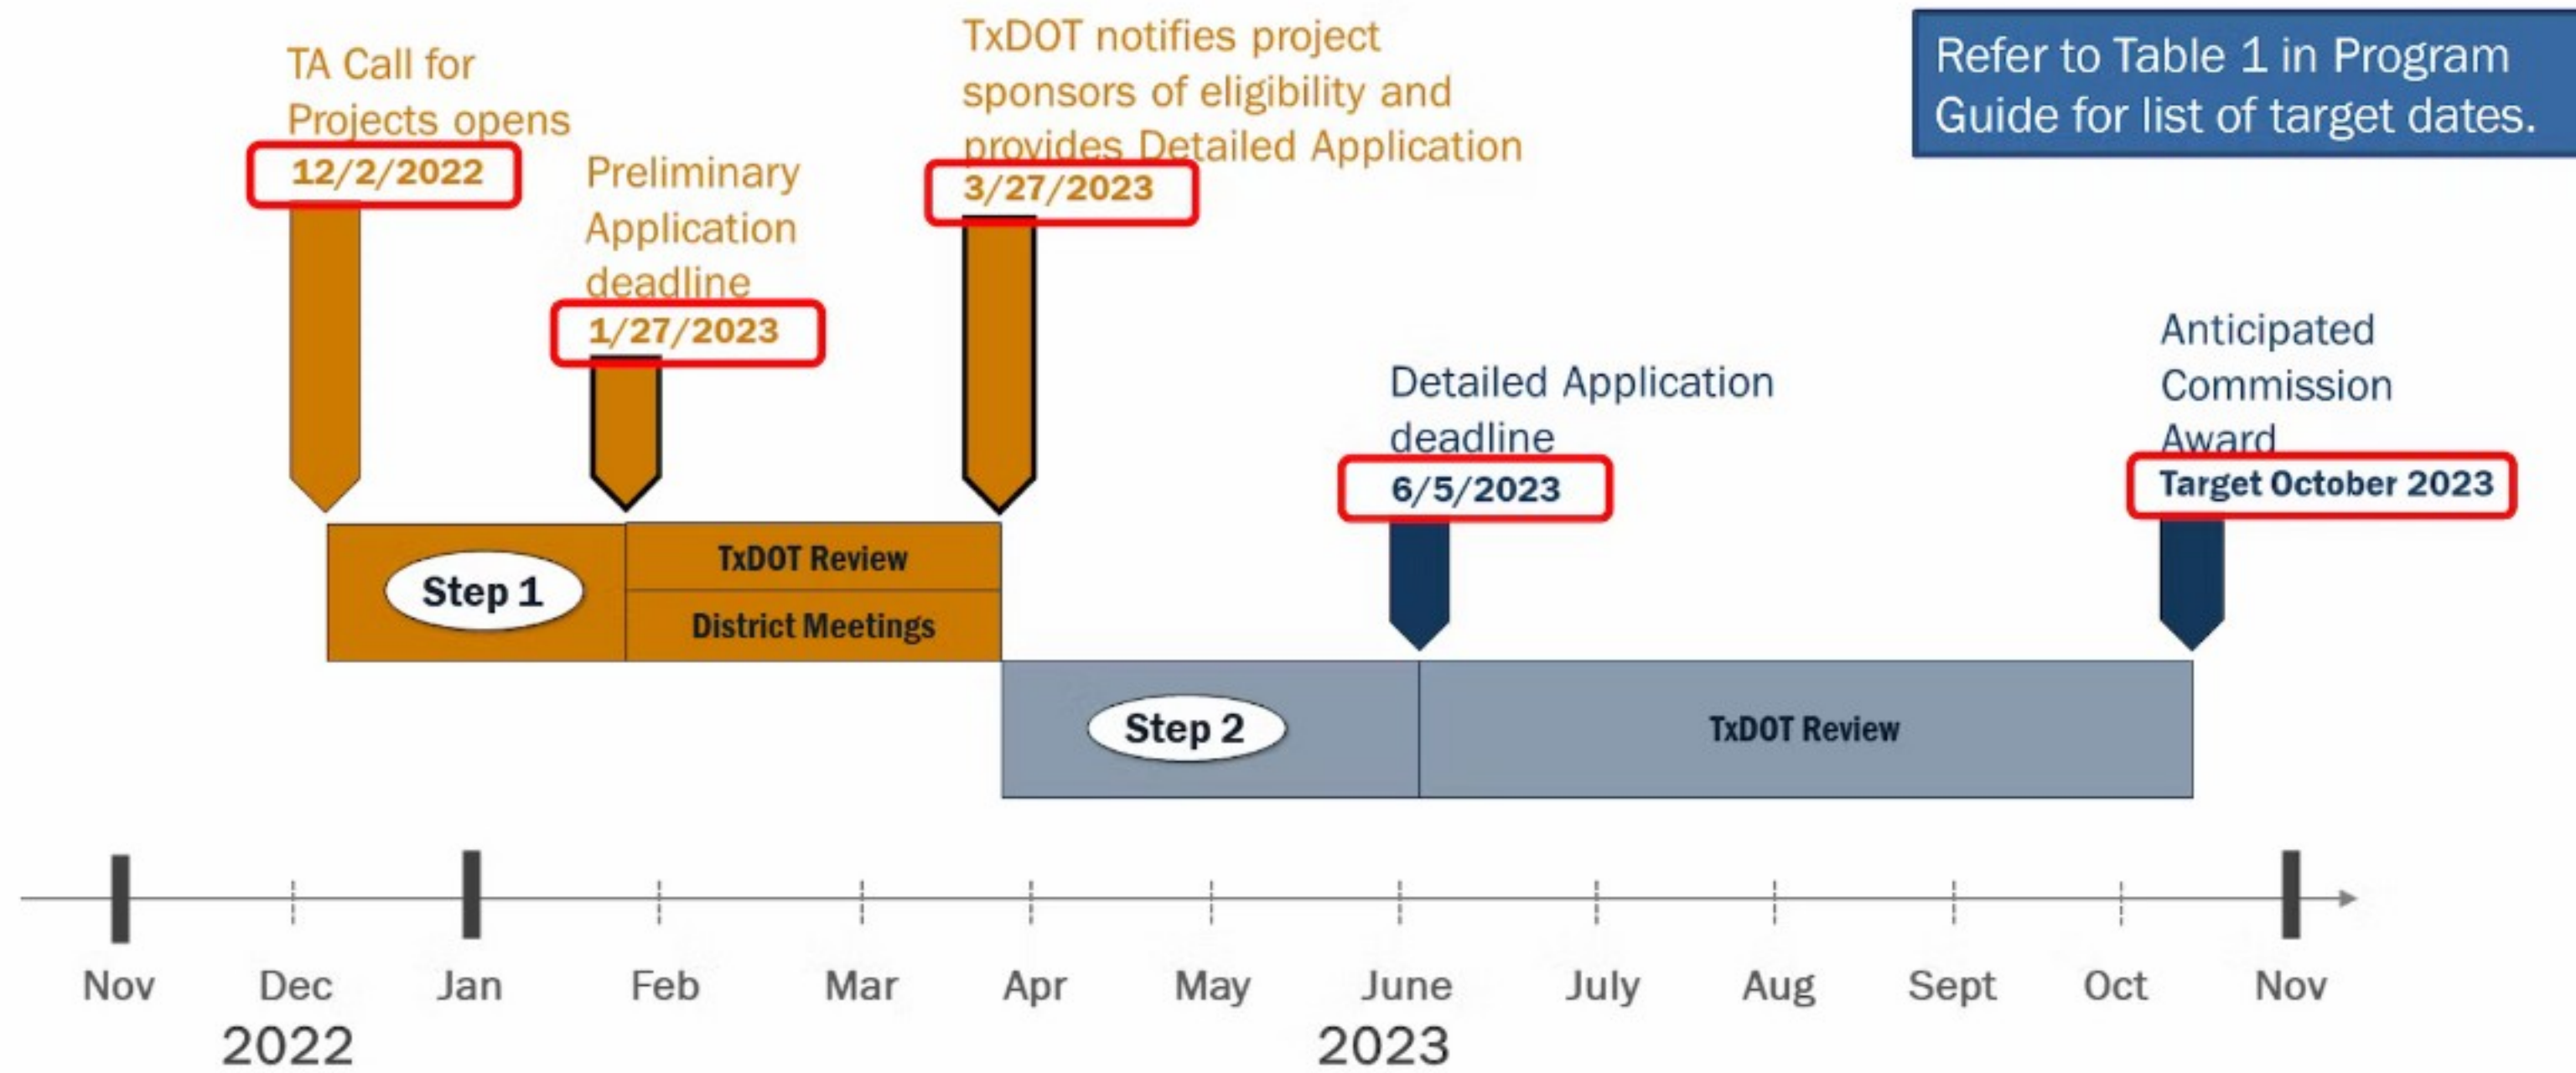 TA Call for
Projects opens
12/2/2022
Preliminary
Application
deadline
1/27/2023
TxDOT notifies project
sponsors of eligibility and
provides Detailed Application
3/27/2023
Refer to Table 1 in Program
Guide for list of target dates.
Detailed Application
deadline
6/5/2023
Anticipated
Commission
Award
Target October 2023
Step 1
TxDOT Review
District Meetings
Step 2
TxDOT Review
Nov Dec Jan Feb Mar Apr May June July Aug Sept Oct Nov
2022 2023